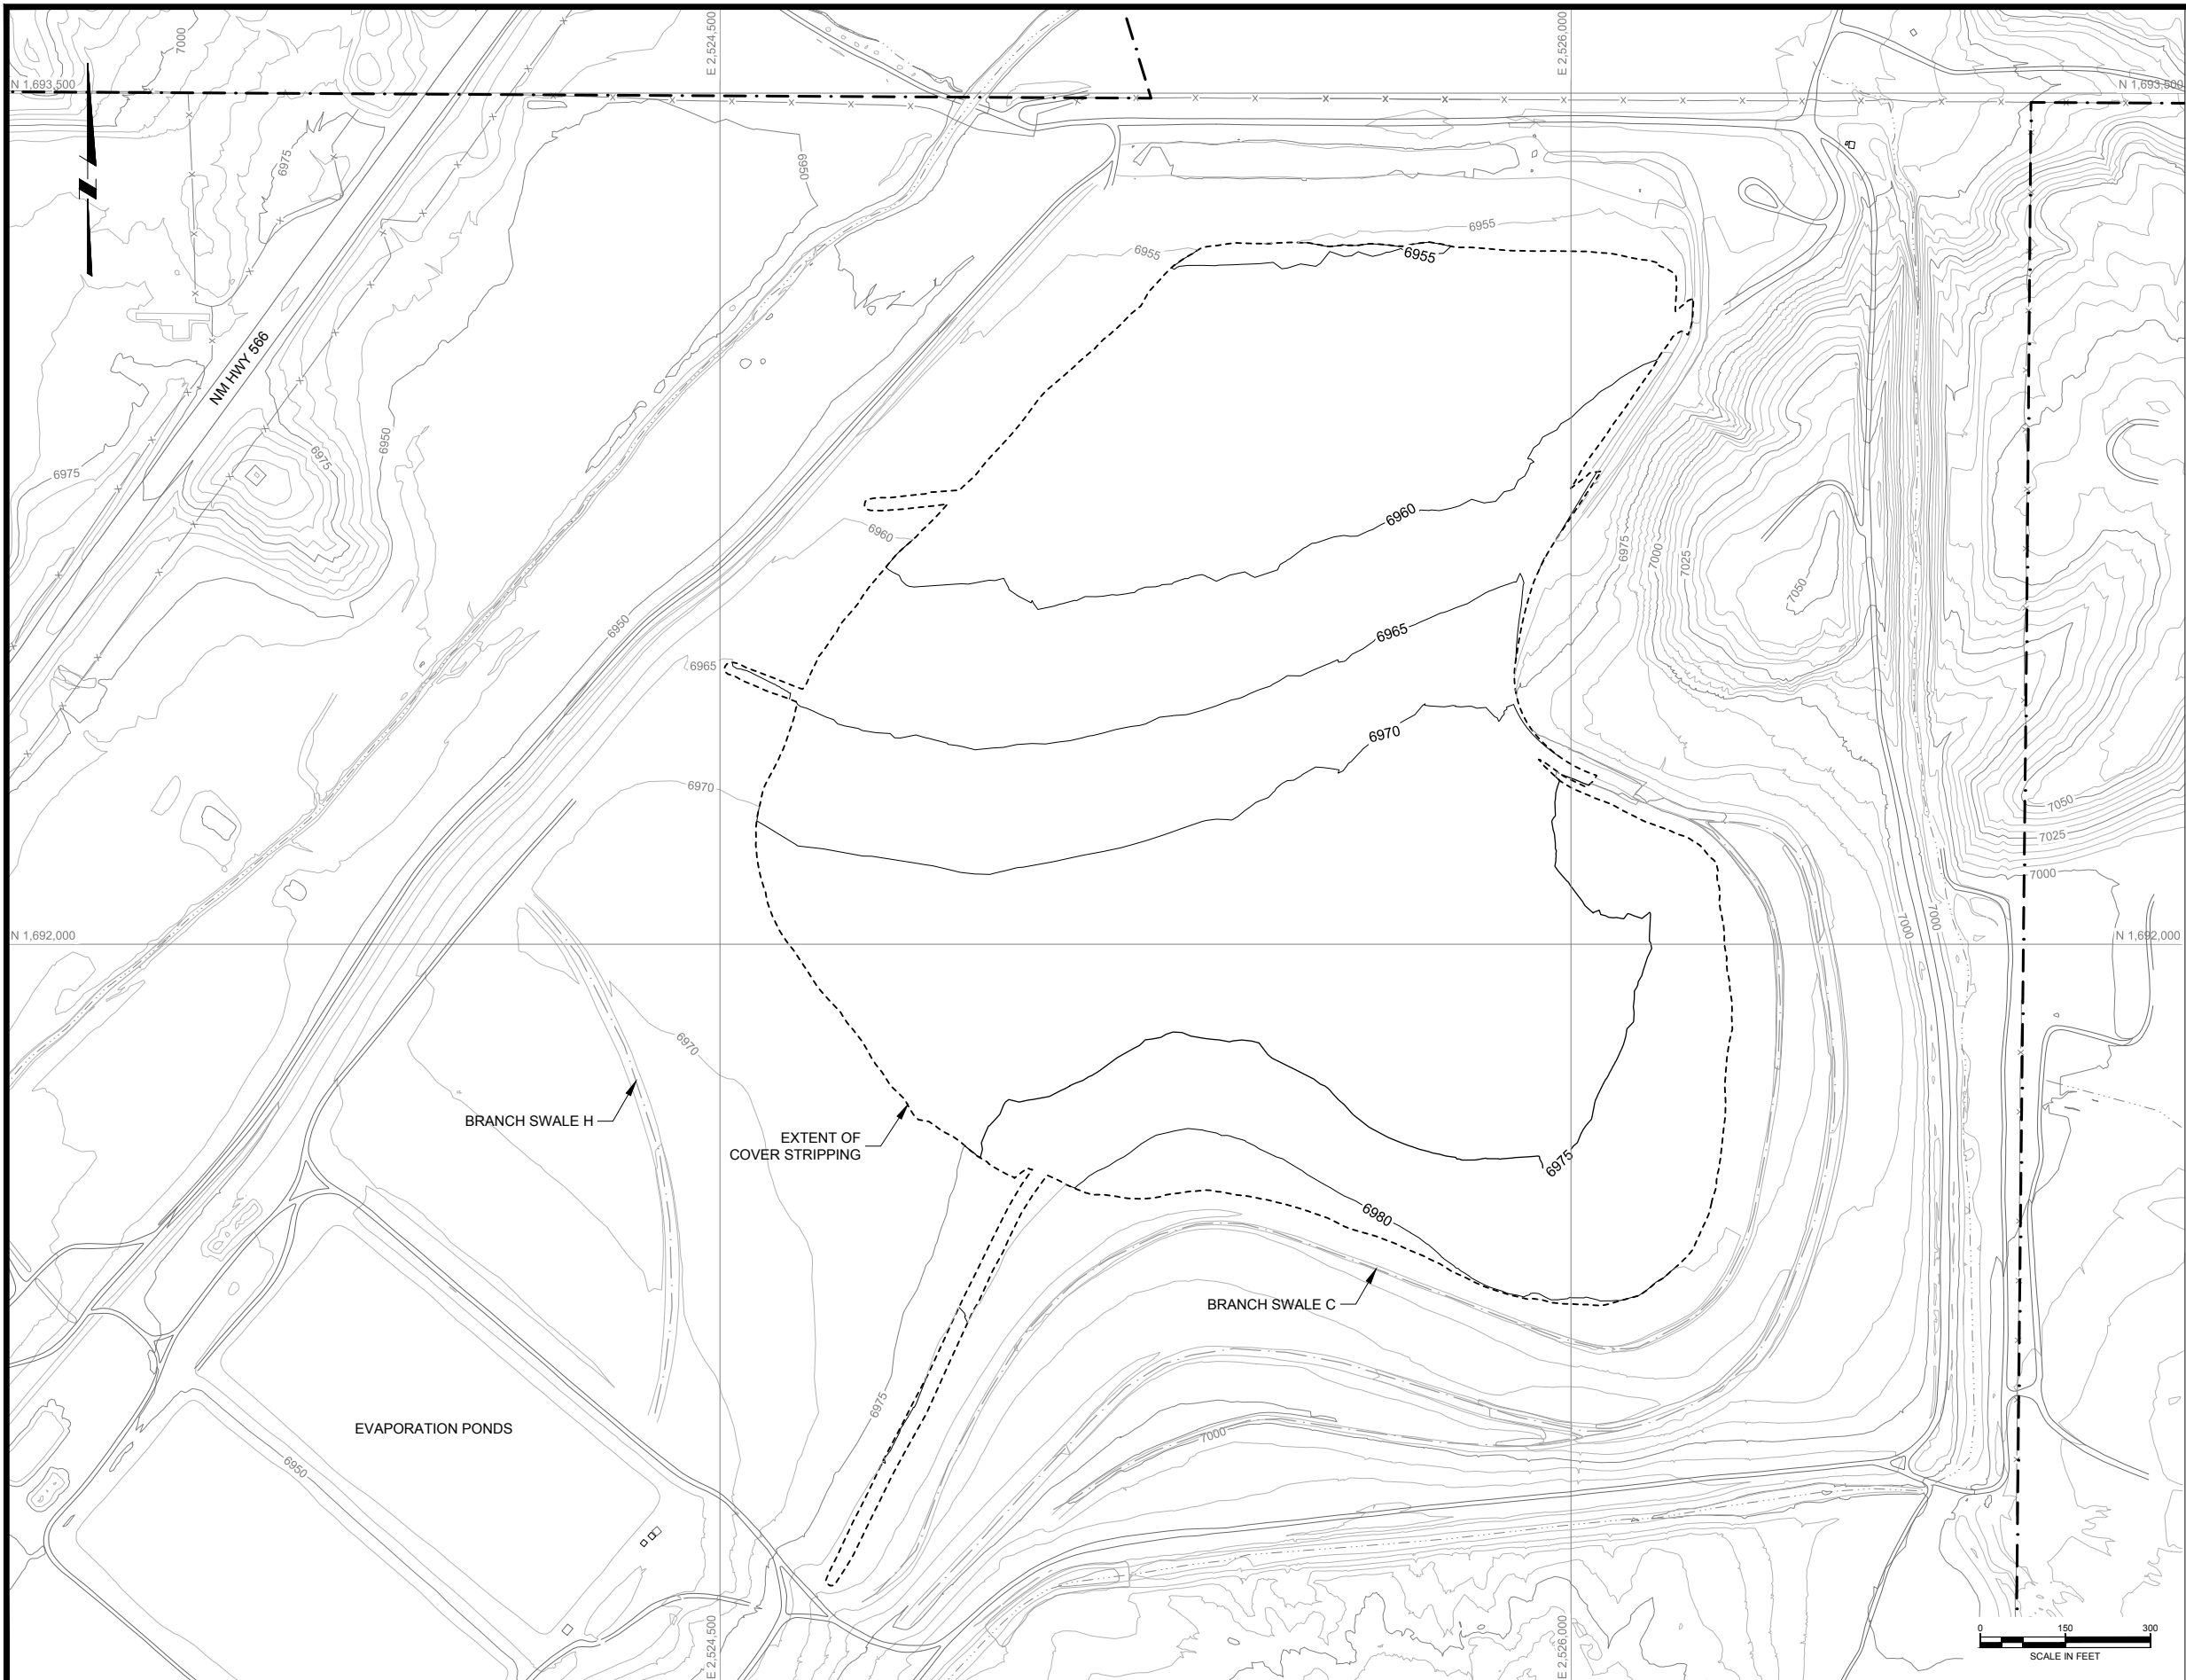 7000
E 2,524,500
E 2,526,000
N 1,693,500
N 1,693,500
6975
6950
6955
6955
6955
NM HWY 566
6975
6950
6975
6960
6960
6975
7000
7025
7050
6950
6965
6965
6970
6970
7050
7025
7000
7000
7000
N 1,692,000
N 1,692,000
6970
BRANCH SWALE H
EXTENT OF
COVER STRIPPING
6975
6980
BRANCH SWALE C
6975
EVAPORATION PONDS
7000
6950
E 2,524,500
E 2,526,000
0
150
300
SCALE IN FEET